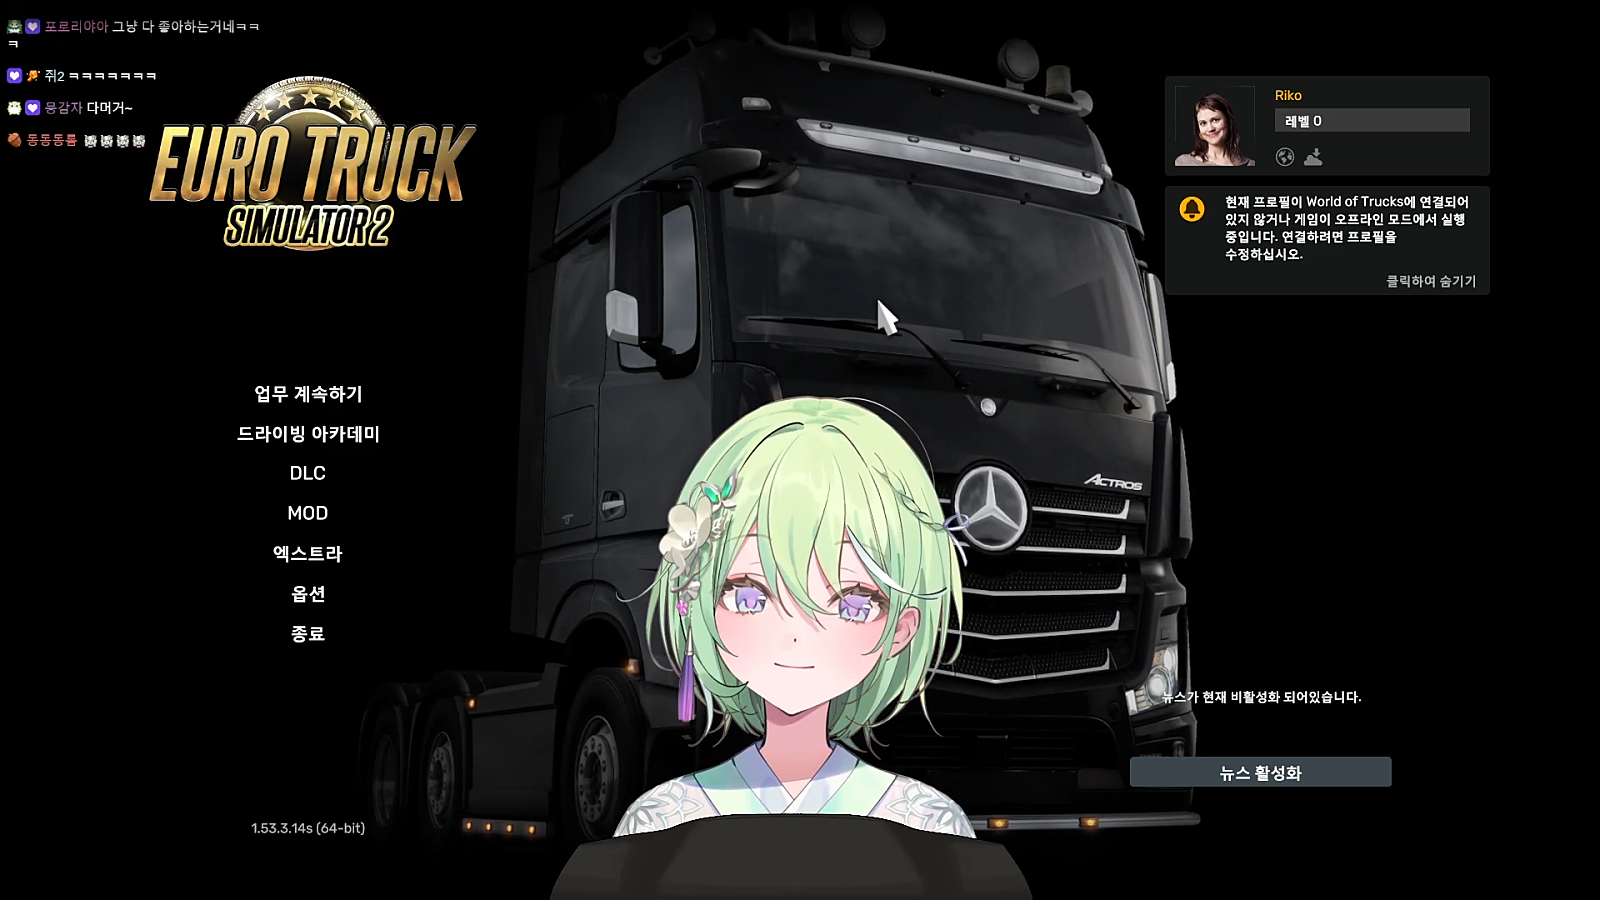 포로리야아 그냥 다 좋아하는거네ㅋㅋ
ㅋ
쥐2 ㅋㅋㅋㅋㅋㅋㅋ
몽감자 다머거~
동동동률
EURO TRUCK
SIMULATOR 2
Riko
레벨 0
현재 프로필이 World of Trucks에 연결되어
있지 않거나 게임이 오프라인 모드에서 실행
중입니다. 연결하려면 프로필을
수정하십시오.
클릭하여 숨기기
업무 계속하기
드라이빙 아카데미
DLC
MOD
엑스트라
옵션
종료
ACTROS
뉴스가 현재 비활성화 되어있습니다.
뉴스 활성화
1.53.3.14s (64-bit)